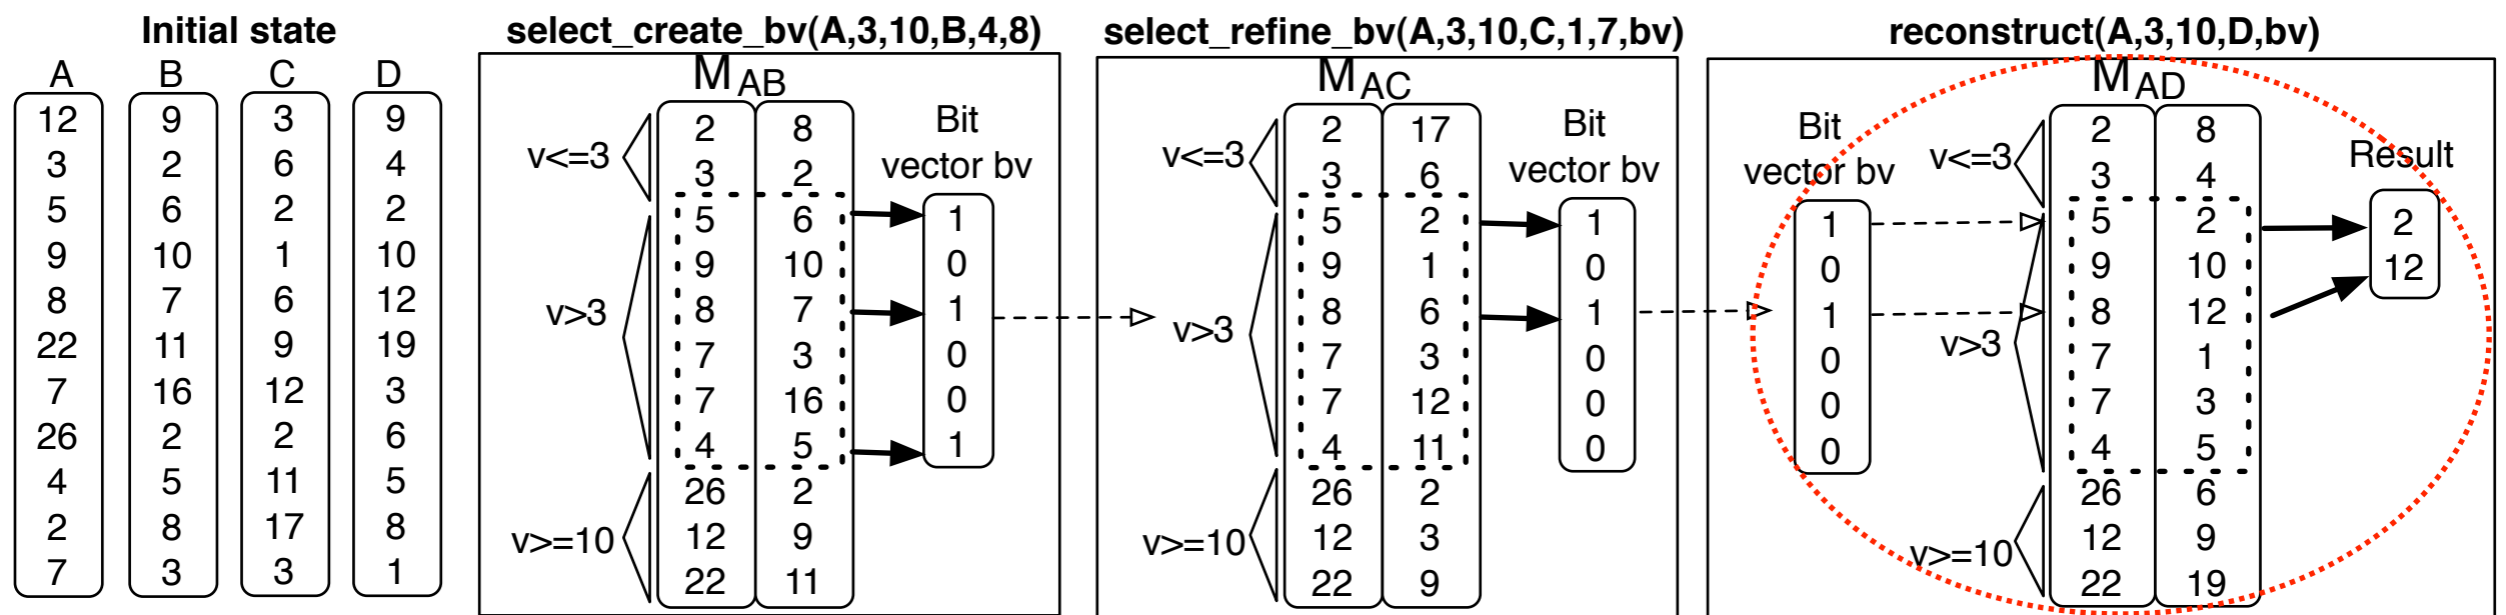 Initial state
A B C D
12 9 3 9
3 2 6 4
5 6 2 2
9 10 1 10
8 7 6 12
22 11 9 19
7 16 12 3
26 2 2 6
4 5 11 5
2 8 17 8
7 3 3 1
select_create_bv(A,3,10,B,4,8)
MAB
v<=3
v>3
v>=10
2 8
3 2
5 6
9 10
8 7
7 3
7 16
4 5
26 2
12 9
22 11
Bit
vector bv
1
0
1
0
0
1
select_refine_bv(A,3,10,C,1,7,bv)
MAC
v<=3
v>3
v>=10
2 17
3 6
5 2
9 1
8 6
7 3
7 12
4 11
26 2
12 3
22 9
Bit
vector bv
1
0
1
0
0
0
reconstruct(A,3,10,D,bv)
Bit
vector bv
1
0
1
0
0
0
MAD
v<=3
v>3
v>=10
2 8
3 4
5 2
9 10
8 12
7 1
7 3
4 5
26 6
12 9
22 19
Result
2
12